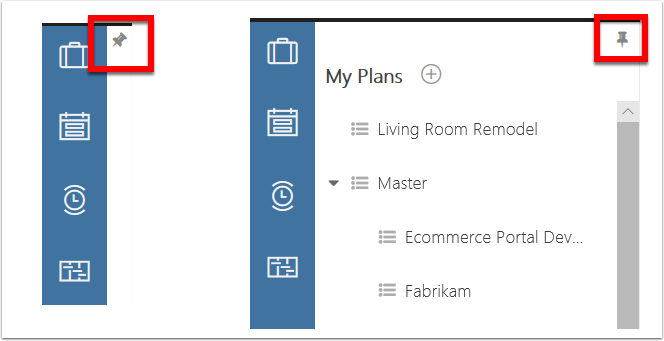 My Plans
Living Room Remodel
Master
Ecommerce Portal Dev...
Fabrikam